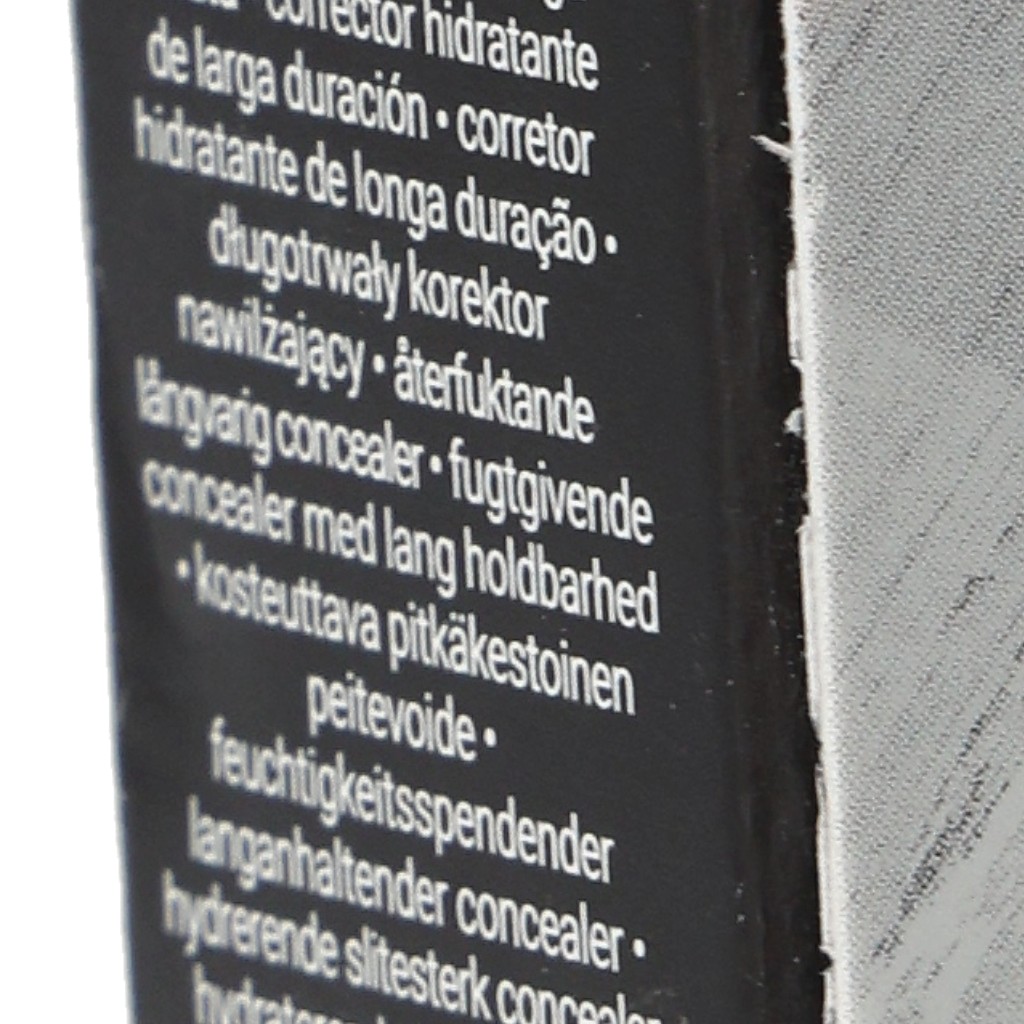 corrector hidratante
de larga duración • corretor
hidratante de longa duração •
długotrwały korektor
nawilżający • återfuktande
långvarig concealer • fugtgivende
concealer med lang holdbarhed
• kosteuttava pitkäkestoinen
peitevoide •
feuchtigkeitsspendender
langanhaltender concealer •
hydrerende slitesterk concealer